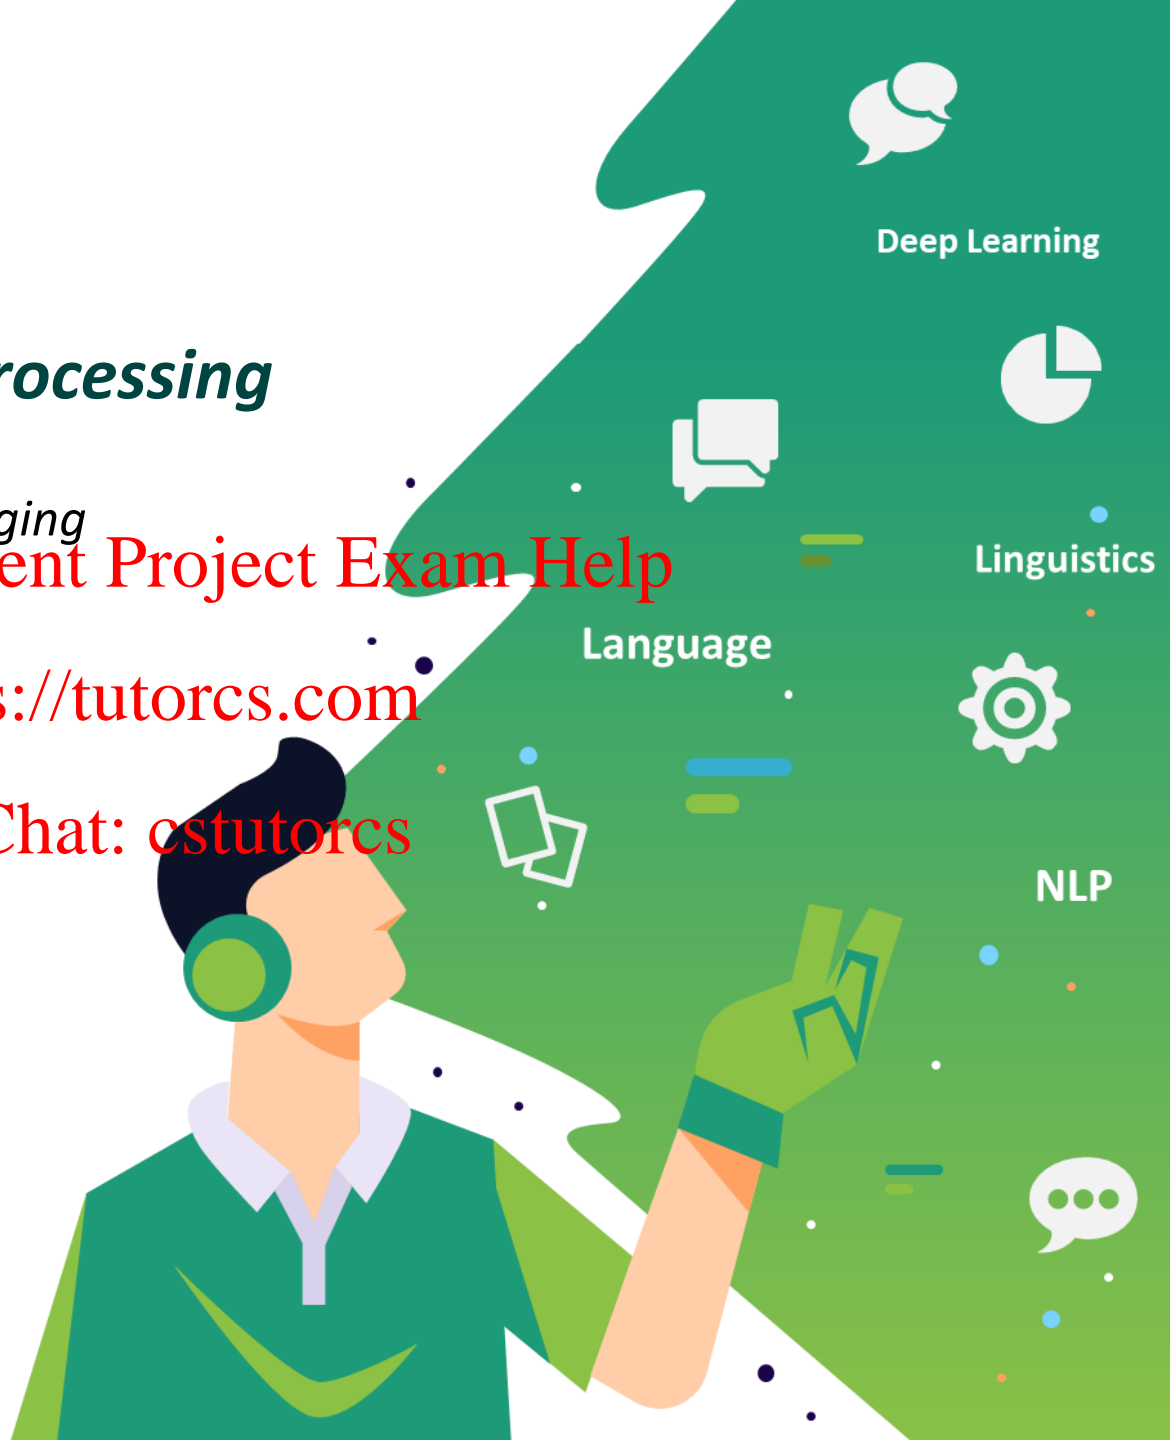 Deep Learning
rocessing
ging
ent Project Exam Help
Linguistics
Language
s://tutorcs.com
Chat: cstutorcs
NLP